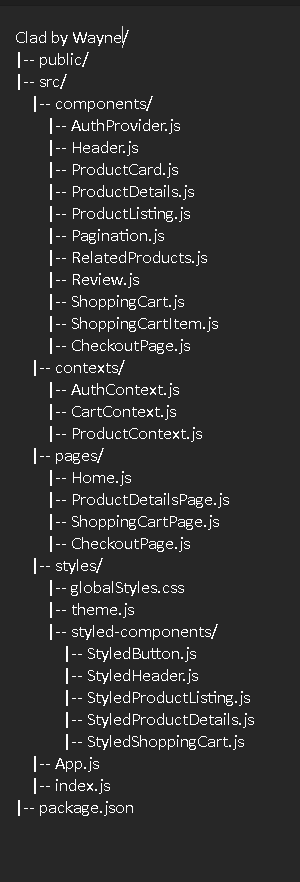 Clad by Wayne/
|-- public/
|-- src/
|-- components/
|-- AuthProvider.js
|-- Header.js
|-- ProductCard.js
|-- ProductDetails.js
|-- ProductListing.js
|-- Pagination.js
|-- RelatedProducts.js
|-- Review.js
|-- ShoppingCart.js
|-- ShoppingCartItem.js
|-- CheckoutPage.js
|-- contexts/
|-- AuthContext.js
|-- CartContext.js
|-- ProductContext.js
|-- pages/
|-- Home.js
|-- ProductDetailsPage.js
|-- ShoppingCartPage.js
|-- CheckoutPage.js
|-- styles/
|-- globalStyles.css
|-- theme.js
|-- styled-components/
|-- StyledButton.js
|-- StyledHeader.js
|-- StyledProductListing.js
|-- StyledProductDetails.js
|-- StyledShoppingCart.js
|-- App.js
|-- index.js
|-- package.json